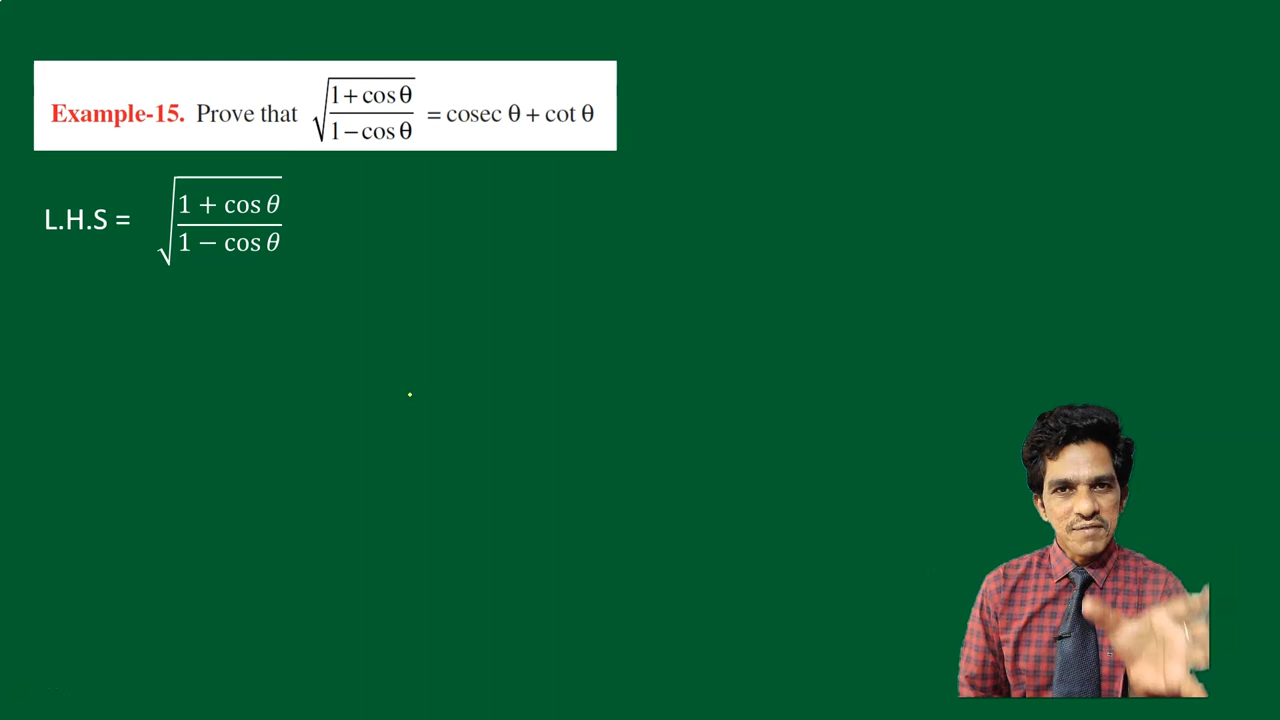 Example-15. Prove that √(1+cosθ / 1−cosθ) = cosec θ + cot θ
L.H.S = √(1 + cos θ / 1 − cos θ)